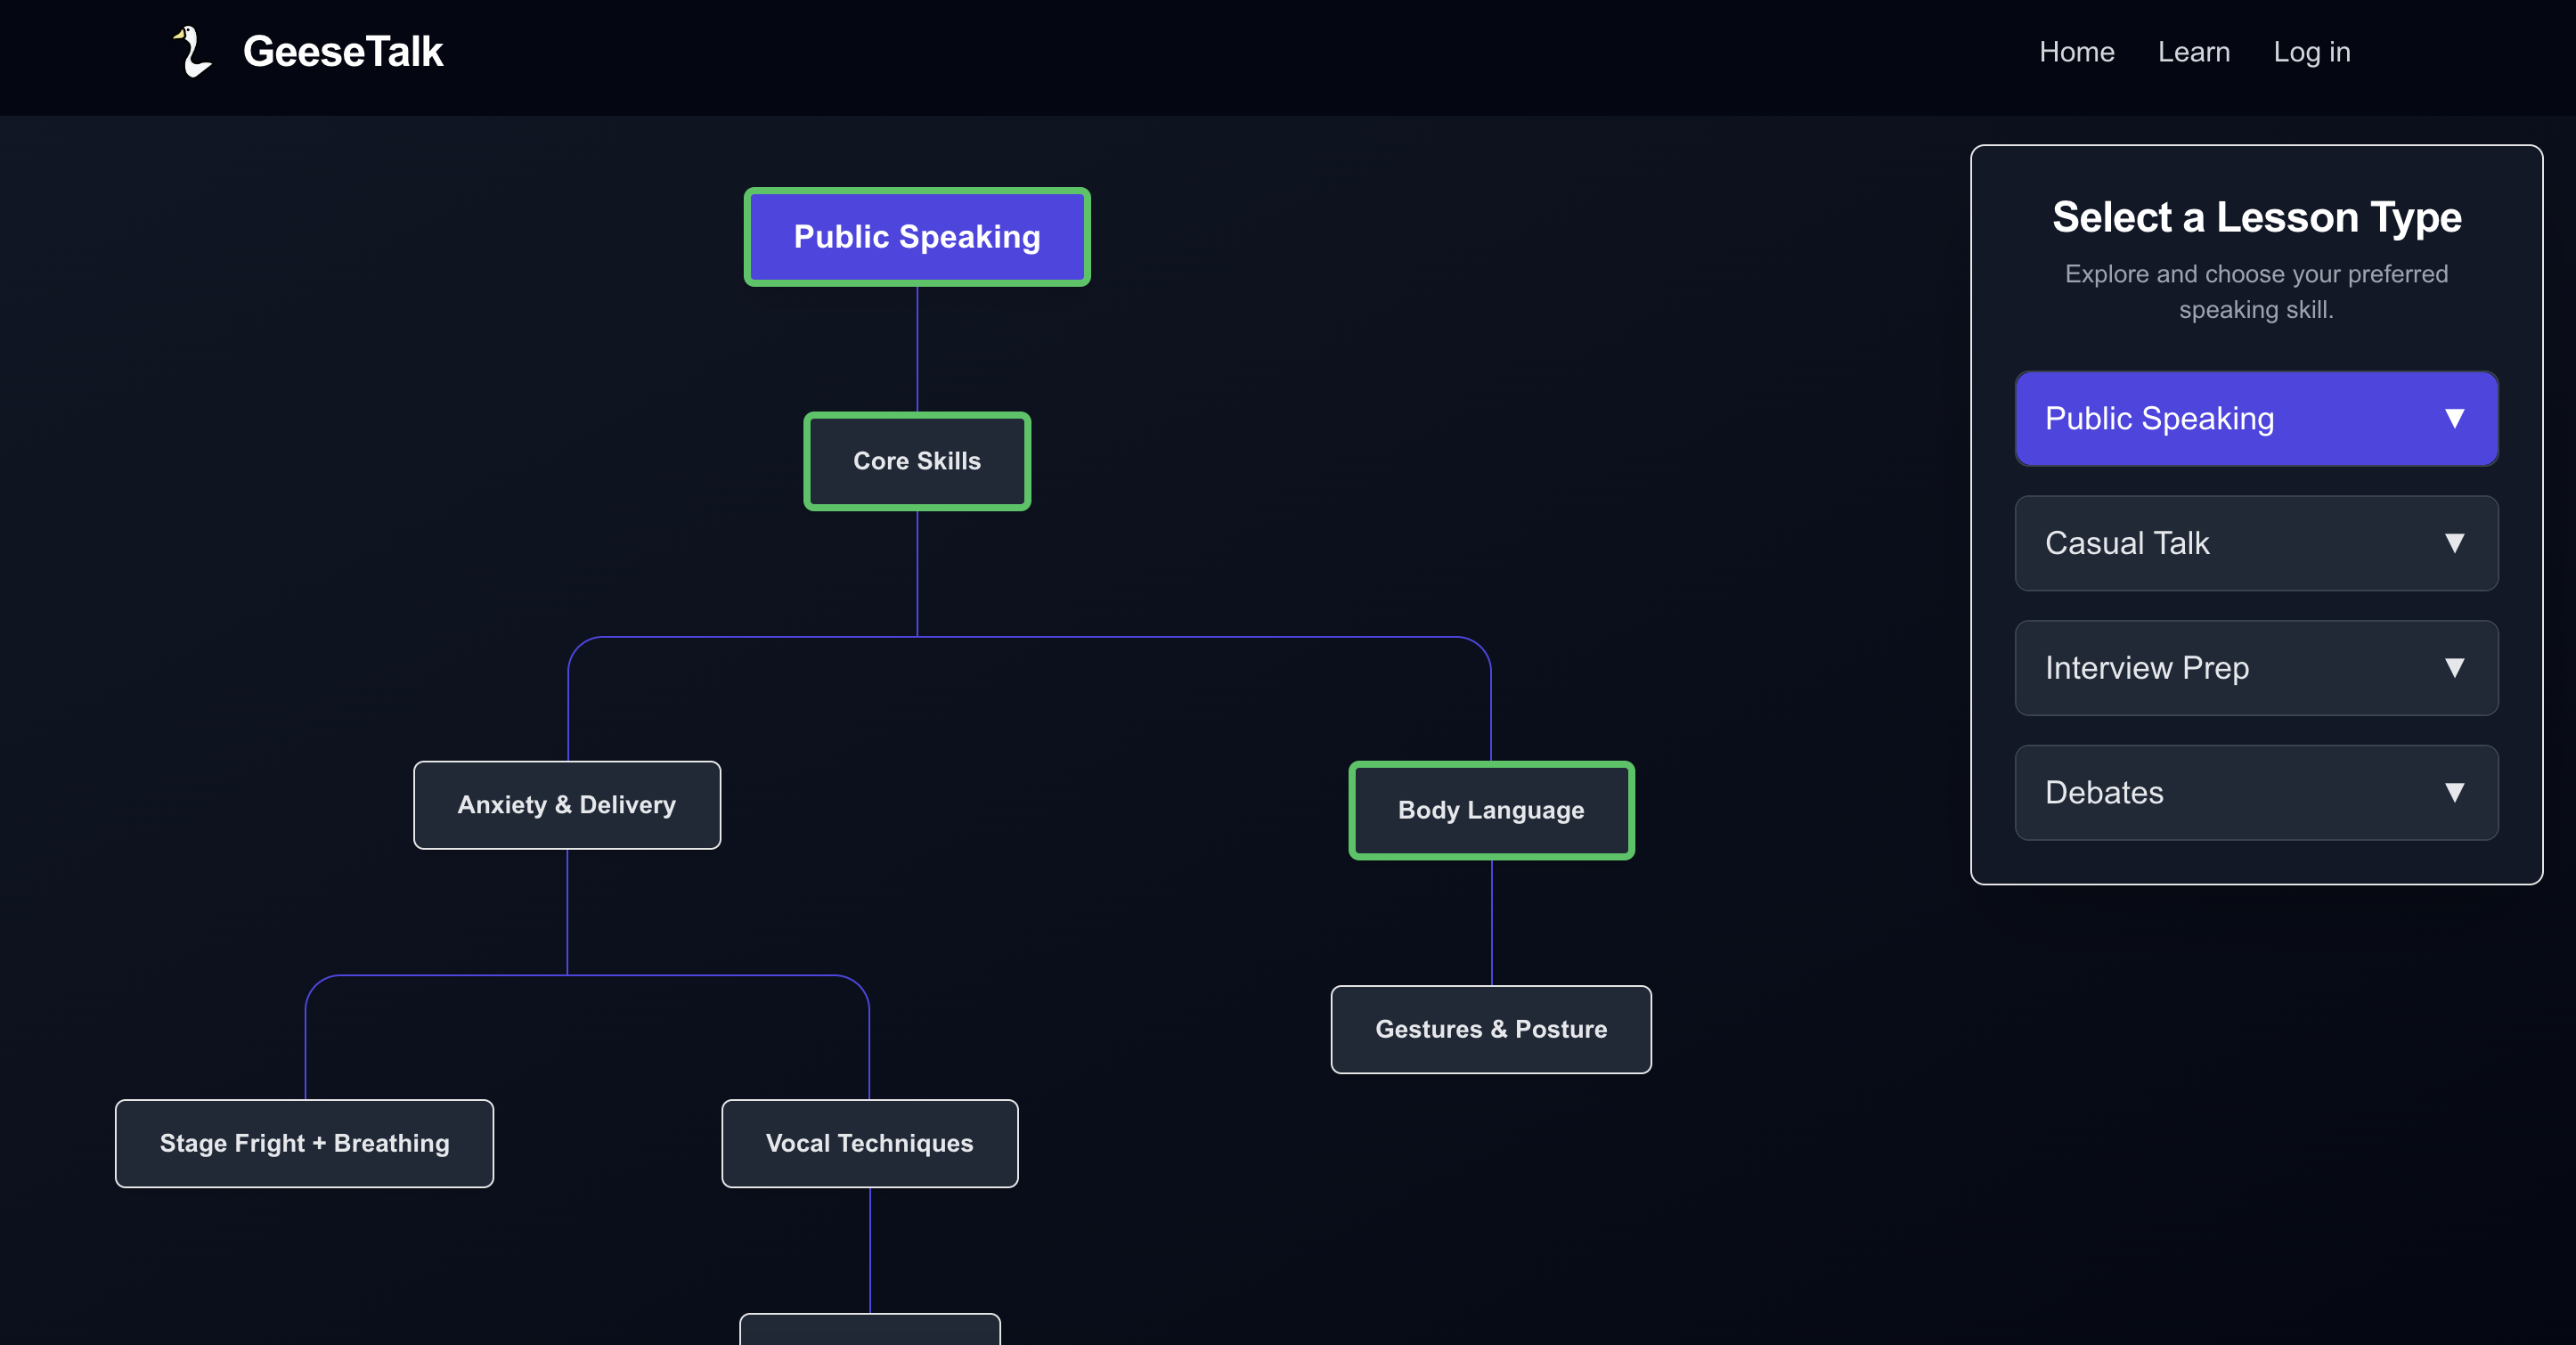 GeeseTalk
Home
Learn
Log in
Public Speaking
Core Skills
Anxiety & Delivery
Body Language
Gestures & Posture
Stage Fright + Breathing
Vocal Techniques
Select a Lesson Type
Explore and choose your preferred
speaking skill.
Public Speaking
Casual Talk
Interview Prep
Debates